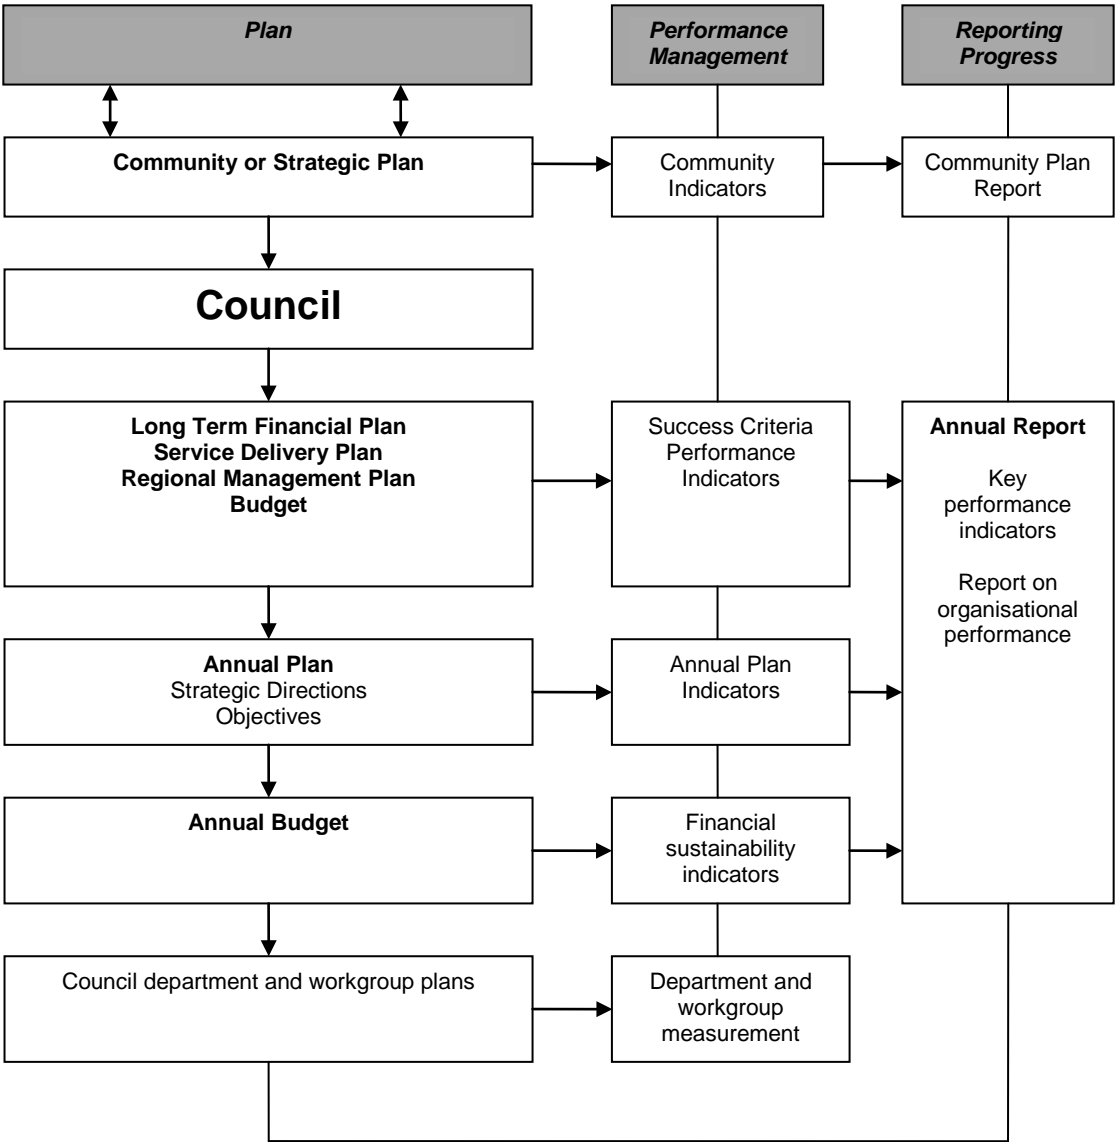 Plan
Performance
Management
Reporting
Progress
Community or Strategic Plan
Community
Indicators
Community Plan
Report
Council
Long Term Financial Plan
Service Delivery Plan
Regional Management Plan
Budget
Success Criteria
Performance
Indicators
Annual Report
Key
performance
indicators
Report on
organisational
performance
Annual Plan
Strategic Directions
Objectives
Annual Plan
Indicators
Annual Budget
Financial
sustainability
indicators
Council department and workgroup plans
Department and
workgroup
measurement